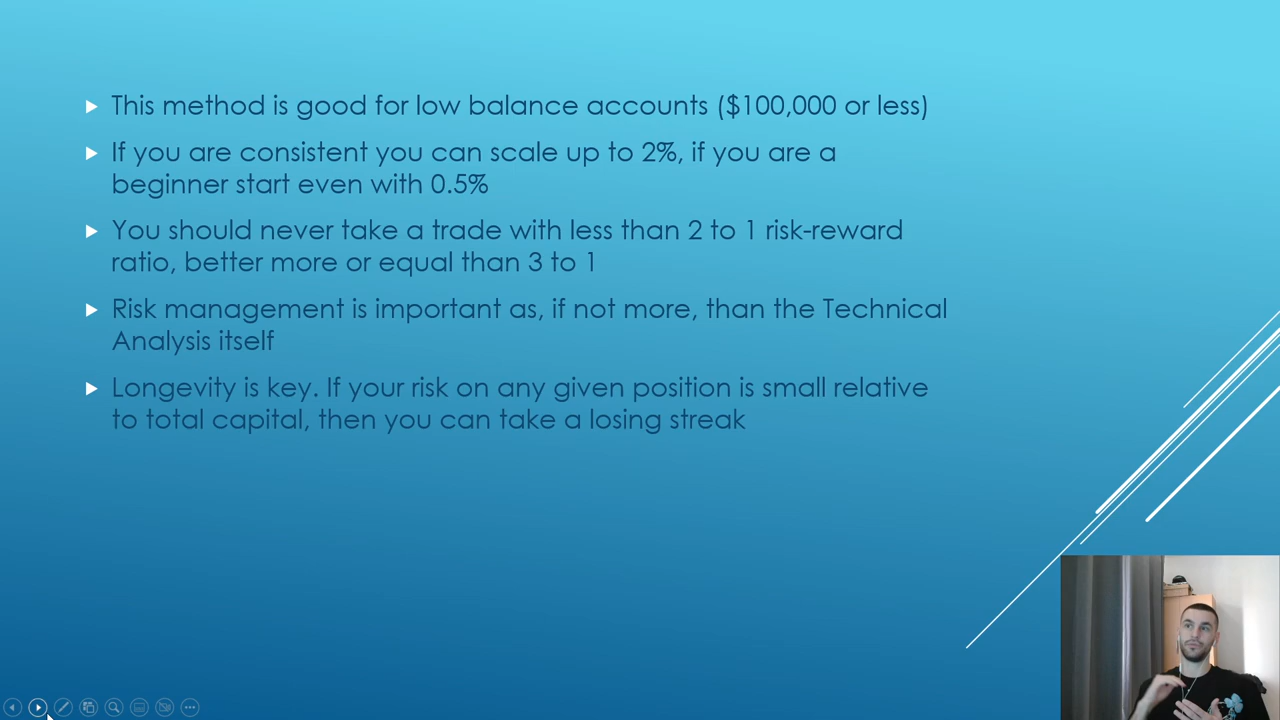 This method is good for low balance accounts ($100,000 or less)
If you are consistent you can scale up to 2%, if you are a
beginner start even with 0.5%
You should never take a trade with less than 2 to 1 risk-reward
ratio, better more or equal than 3 to 1
Risk management is important as, if not more, than the Technical
Analysis itself
Longevity is key. If your risk on any given position is small relative
to total capital, then you can take a losing streak